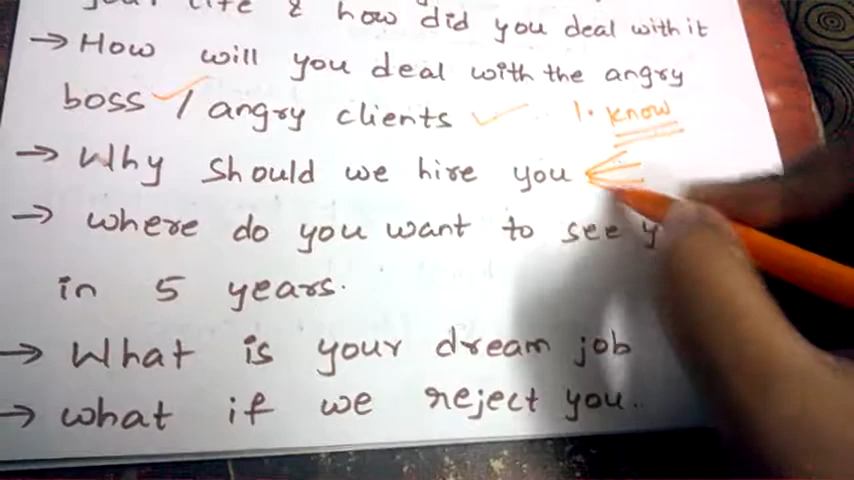 your life & how did you deal with it
→ How will you deal with the angry
boss ✓ / angry clients ✓ 1. know
→ Why should we hire you
→ where do you want to see y
in 5 years.
→ What is your dream job
→ what if we reject you.